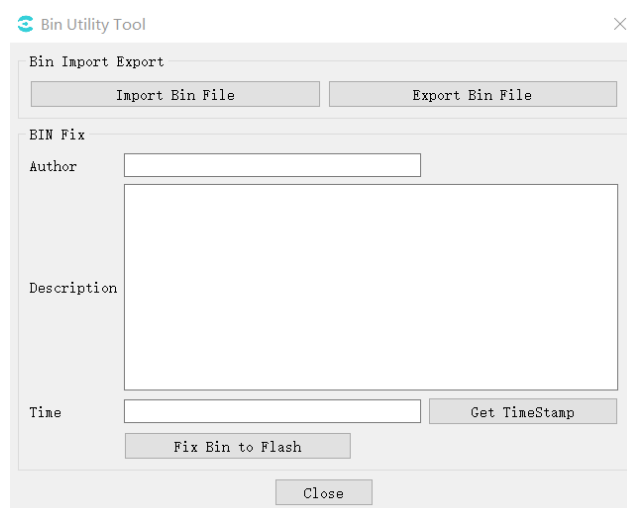 Bin Utility Tool
Bin Import Export
Import Bin File
Export Bin File
BIN Fix
Author
Description
Time
Get TimeStamp
Fix Bin to Flash
Close